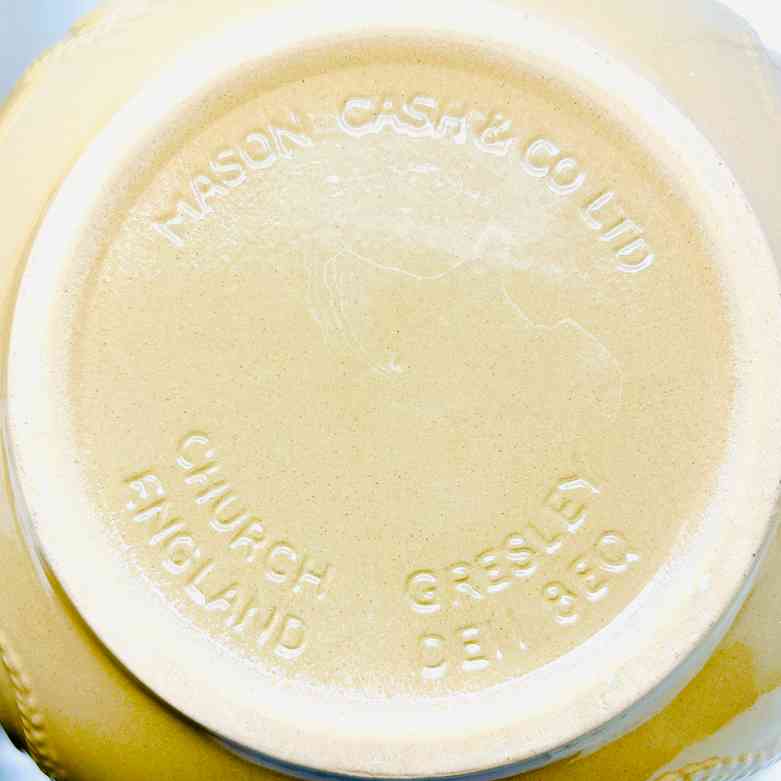 MASON CASH & CO LTD
CHURCH GRESLEY
ENGLAND DE11 8EQ